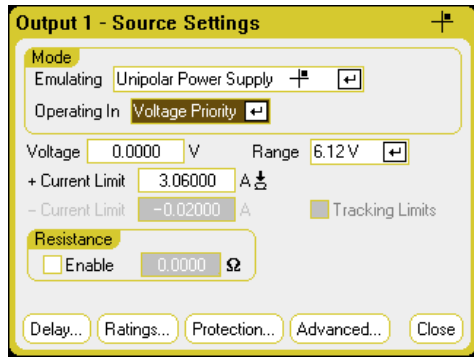 Output 1 - Source Settings
Mode
Emulating Unipolar Power Supply
Operating In Voltage Priority
Voltage 0.0000 V Range 6.12 V
+ Current Limit 3.06000 A
- Current Limit -0.02000 A Tracking Limits
Resistance
Enable 0.0000 Ω
Delay... Ratings... Protection... Advanced... Close